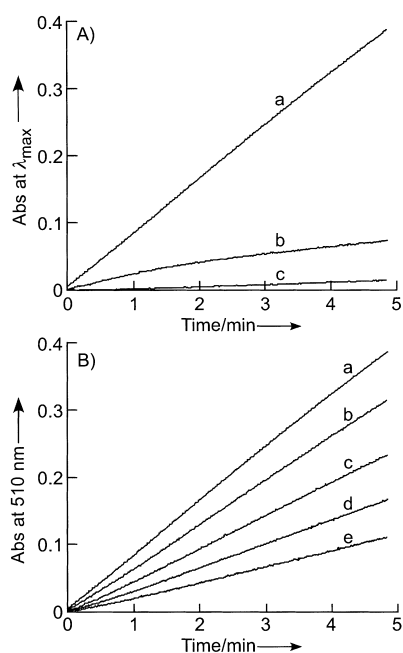 A)
0.4
0.3
0.2
0.1
0
Abs at λmax
a
b
c
0 1 2 3 4 5
Time/min
B)
0.4
0.3
0.2
0.1
0
Abs at 510 nm
a
b
c
d
e
0 1 2 3 4 5
Time/min